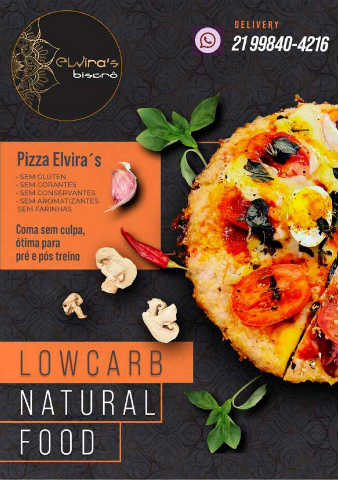 eLvira's
bistrô
DELIVERY
21 99840-4216
Pizza Elvira´s
- SEM GLÚTEN
- SEM CORANTES
- SEM CONSERVANTES
- SEM AROMATIZANTES
SEM FARINHAS
Coma sem culpa,
ótima para
pré e pós treino
LOWCARB
NATURAL
FOOD